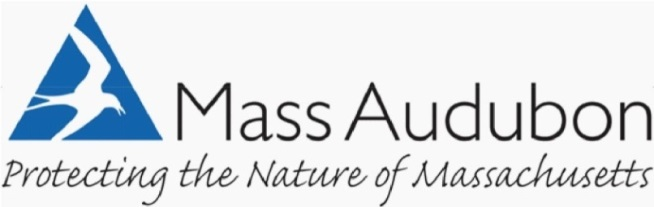 Mass Audubon
Protecting the Nature of Massachusetts